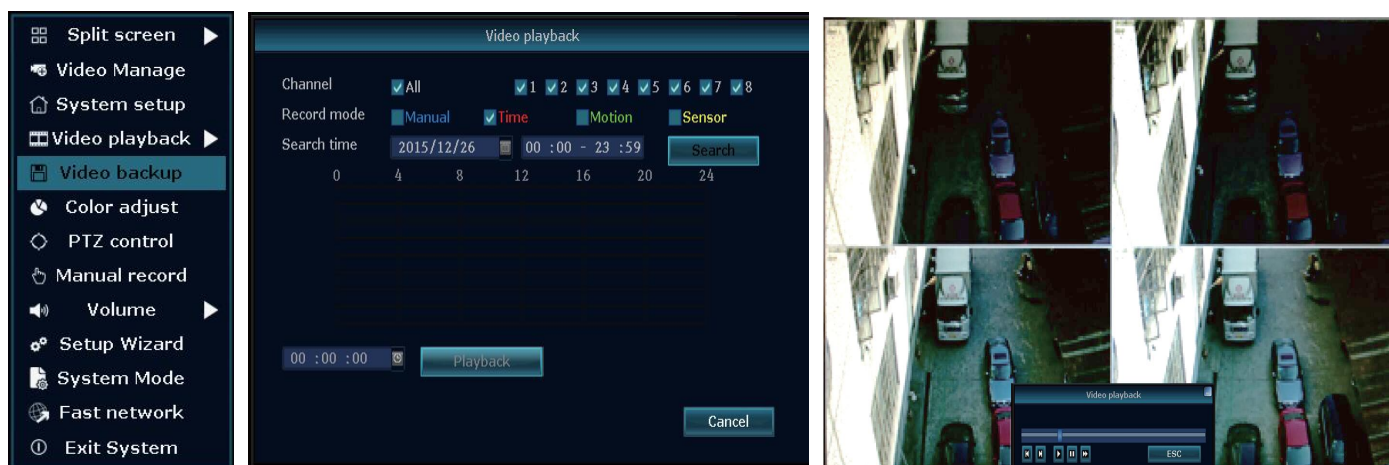 Split screen
Video Manage
System setup
Video playback
Video backup
Color adjust
PTZ control
Manual record
Volume
Setup Wizard
System Mode
Fast network
Exit System
Video playback
Channel All 1 2 3 4 5 6 7 8
Record mode Manual Time Motion Sensor
Search time 2015/12/26 00 :00 - 23 :59 Search
0 4 8 12 16 20 24
00 :00 :00 Playback
Cancel
Video playback
ESC